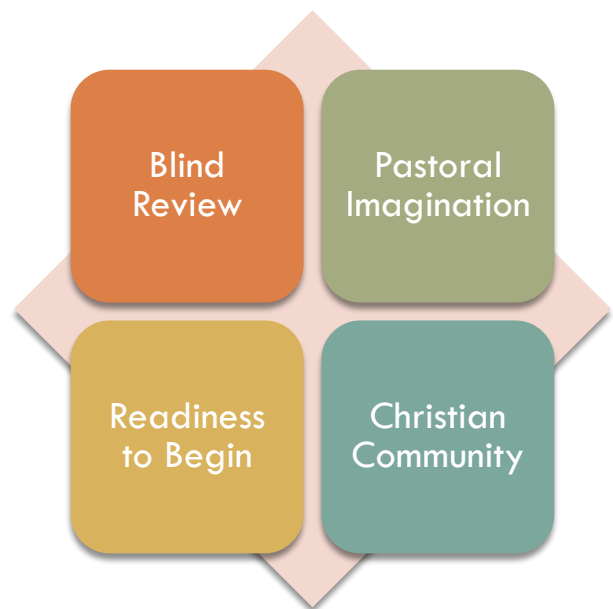 Blind
Review
Pastoral
Imagination
Readiness
to Begin
Christian
Community